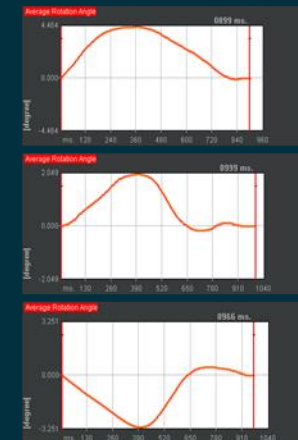 Average Rotation Angle
0899 ms.
4.464
0.000
-4.464
[degree]
ms. 120 240 360 480 600 720 840 960
Average Rotation Angle
0999 ms.
2.049
0.000
-2.049
[degree]
ms. 130 260 390 520 650 780 910 1040
Average Rotation Angle
0966 ms.
3.251
0.000
-3.251
[degree]
ms. 130 260 390 520 650 780 910 1040